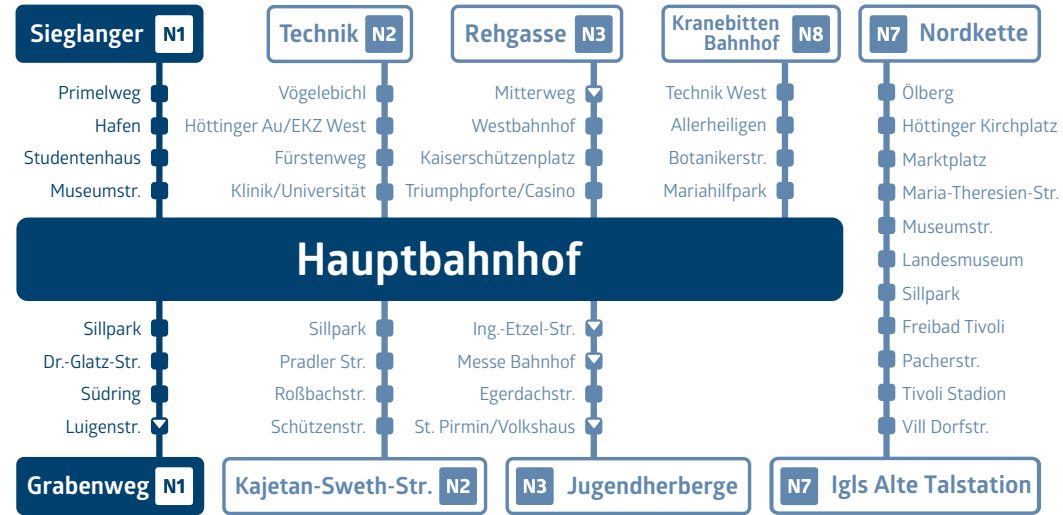 Sieglanger N1
Technik N2
Rehgasse N3
Kranebitten
Bahnhof N8
N7 Nordkette
Primelweg
Hafen
Studentenhaus
Museumstr.
Vögelebichl
Höttinger Au/EKZ West
Fürstenweg
Klinik/Universität
Mitterweg
Westbahnhof
Kaiserschützenplatz
Triumphpforte/Casino
Technik West
Allerheiligen
Botanikerstr.
Mariahilfpark
Ölberg
Höttinger Kirchplatz
Marktplatz
Maria-Theresien-Str.
Museumstr.
Landesmuseum
Sillpark
Freibad Tivoli
Pacherstr.
Tivoli Stadion
Vill Dorfstr.
Hauptbahnhof
Sillpark
Dr.-Glatz-Str.
Südring
Luigenstr.
Sillpark
Pradler Str.
Roßbachstr.
Schützenstr.
Ing.-Etzel-Str.
Messe Bahnhof
Egerdachstr.
St. Pirmin/Volkshaus
Grabenweg N1
Kajetan-Sweth-Str. N2
N3 Jugendherberge
N7 Igls Alte Talstation